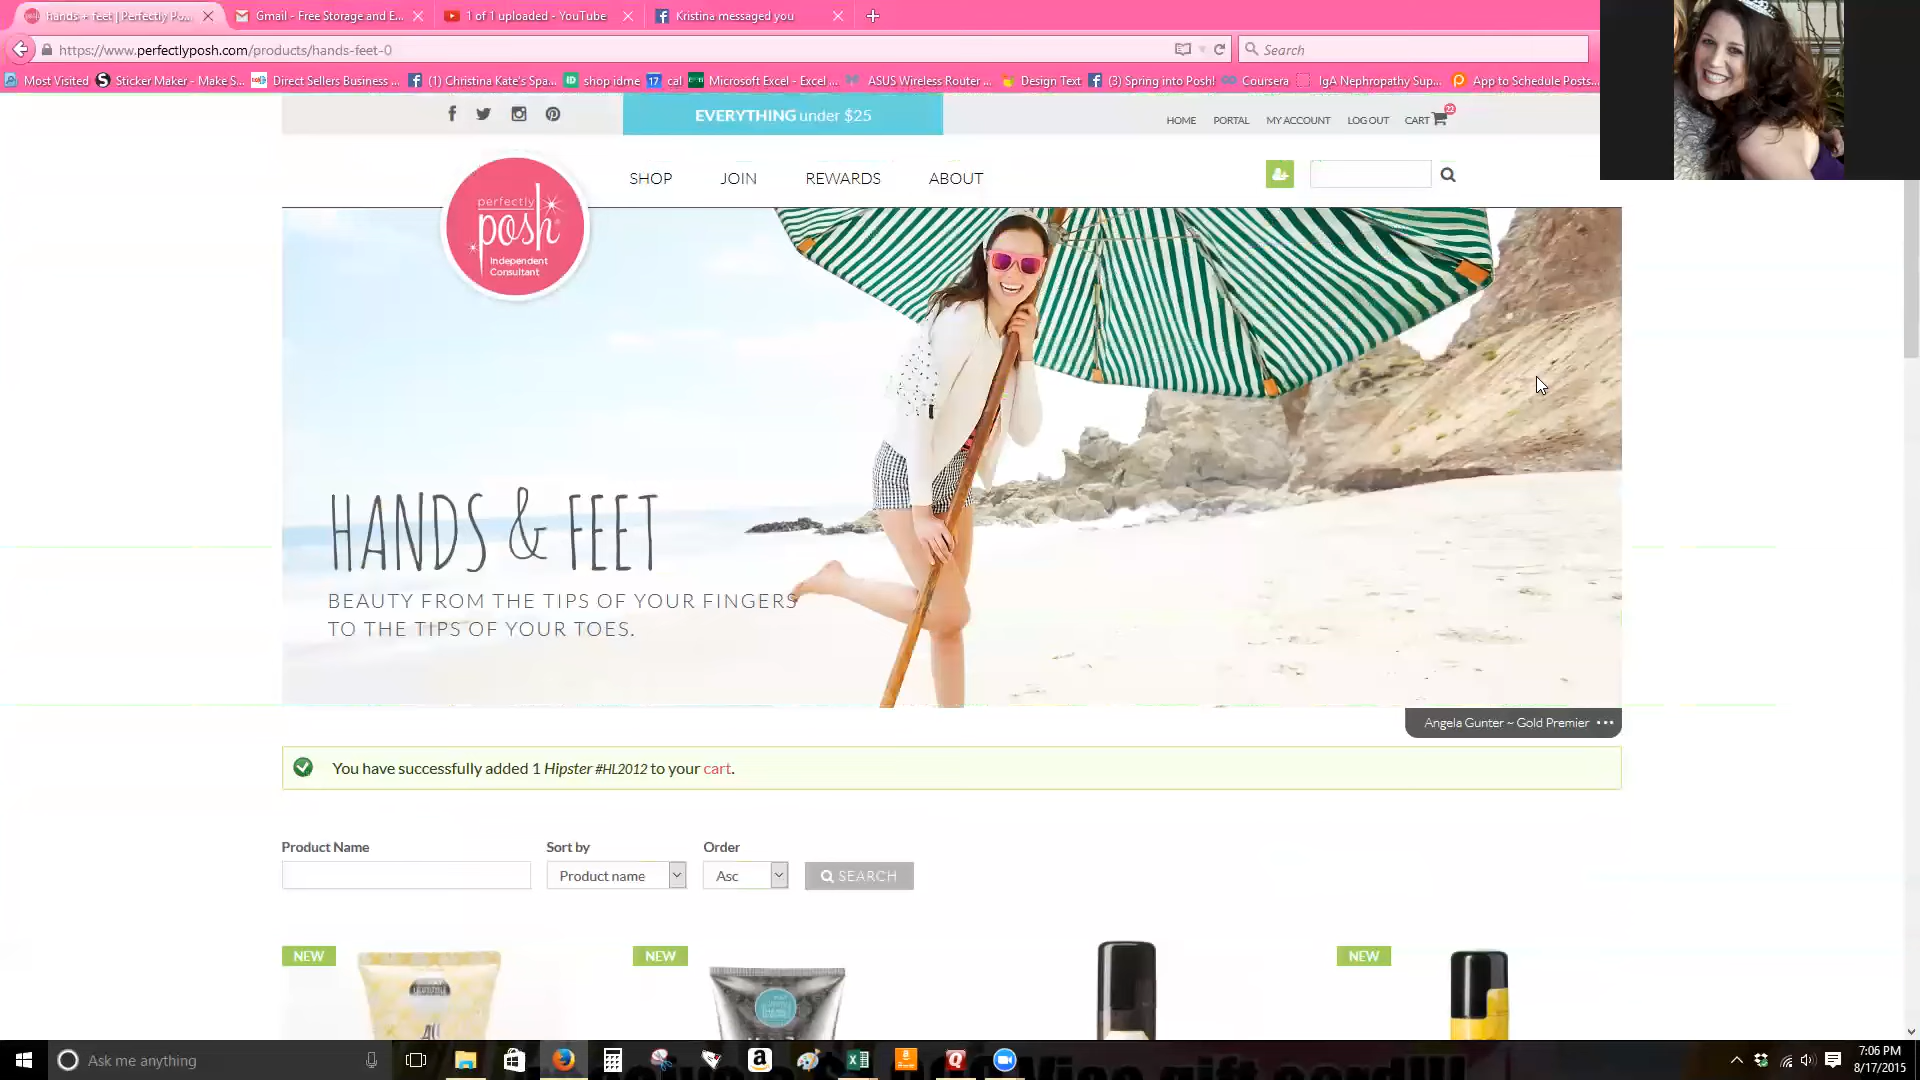 hands + feet | Perfectly Po...
Gmail - Free Storage and E...
1 of 1 uploaded - YouTube
Kristina messaged you
https://www.perfectlyposh.com/products/hands-feet-0
Search
Most Visited
Sticker Maker - Make S...
Direct Sellers Business ...
(1) Christina Kate's Spa...
shop idme
17 cal
Microsoft Excel - Excel ...
ASUS Wireless Router ...
Design Text
(3) Spring into Posh!
Coursera
IgA Nephropathy Sup...
App to Schedule Posts...
EVERYTHING under $25
HOME
PORTAL
MY ACCOUNT
LOG OUT
CART
22
SHOP
JOIN
REWARDS
ABOUT
perfectly
posh
Independent
Consultant
HANDS & FEET
BEAUTY FROM THE TIPS OF YOUR FINGERS
TO THE TIPS OF YOUR TOES.
Angela Gunter ~ Gold Premier
You have successfully added 1 Hipster #HL2012 to your cart.
Product Name
Sort by
Order
Product name
Asc
SEARCH
NEW
NEW
NEW
All
Ask me anything
gift card!!!
7:06 PM
8/17/2015